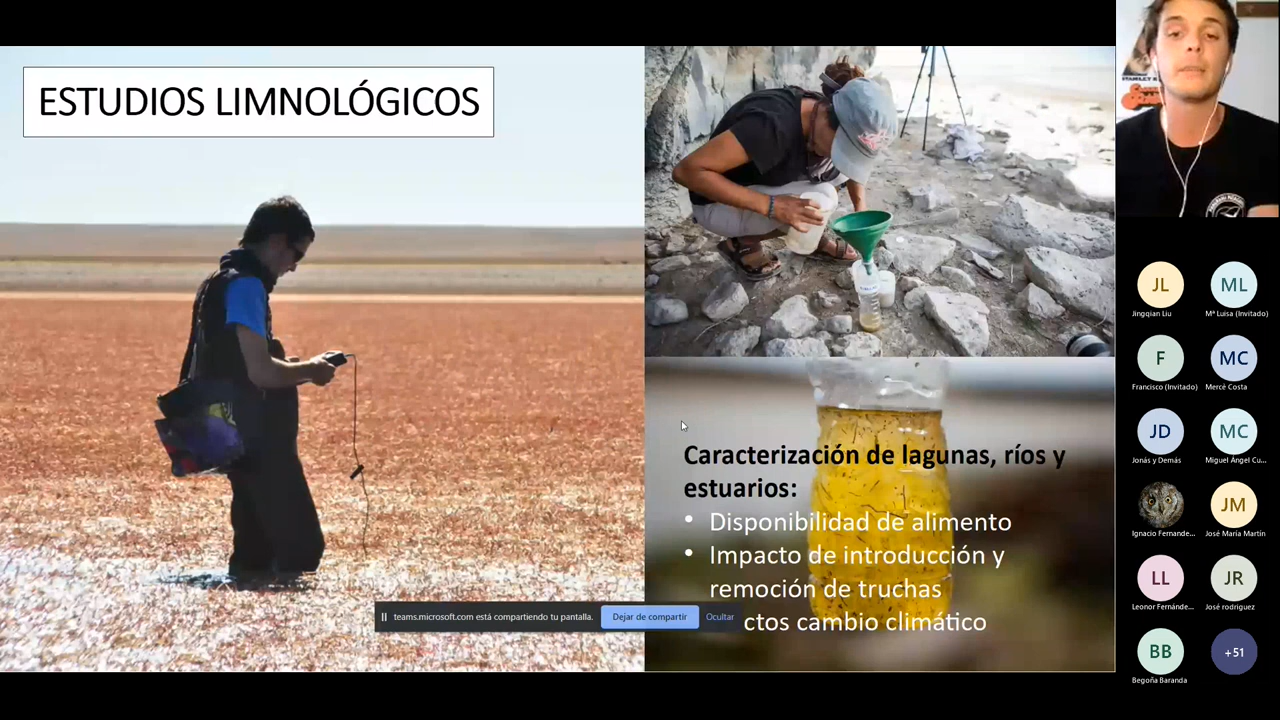 ESTUDIOS LIMNOLÓGICOS
Caracterización de lagunas, ríos y
estuarios:
• Disponibilidad de alimento
• Impacto de introducción y
remoción de truchas
ctos cambio climático
teams.microsoft.com está compartiendo tu pantalla.
Dejar de compartir
Ocultar
JL
Jingqian Liu
ML
Mª Luisa (Invitado)
F
Francisco (Invitado)
MC
Mercè Costa
JD
Jonás y Demás
MC
Miguel Ángel Cu...
Ignacio Fernande...
JM
José María Martín
LL
Leonor Fernánde...
JR
José rodriguez
BB
Begoña Baranda
+51